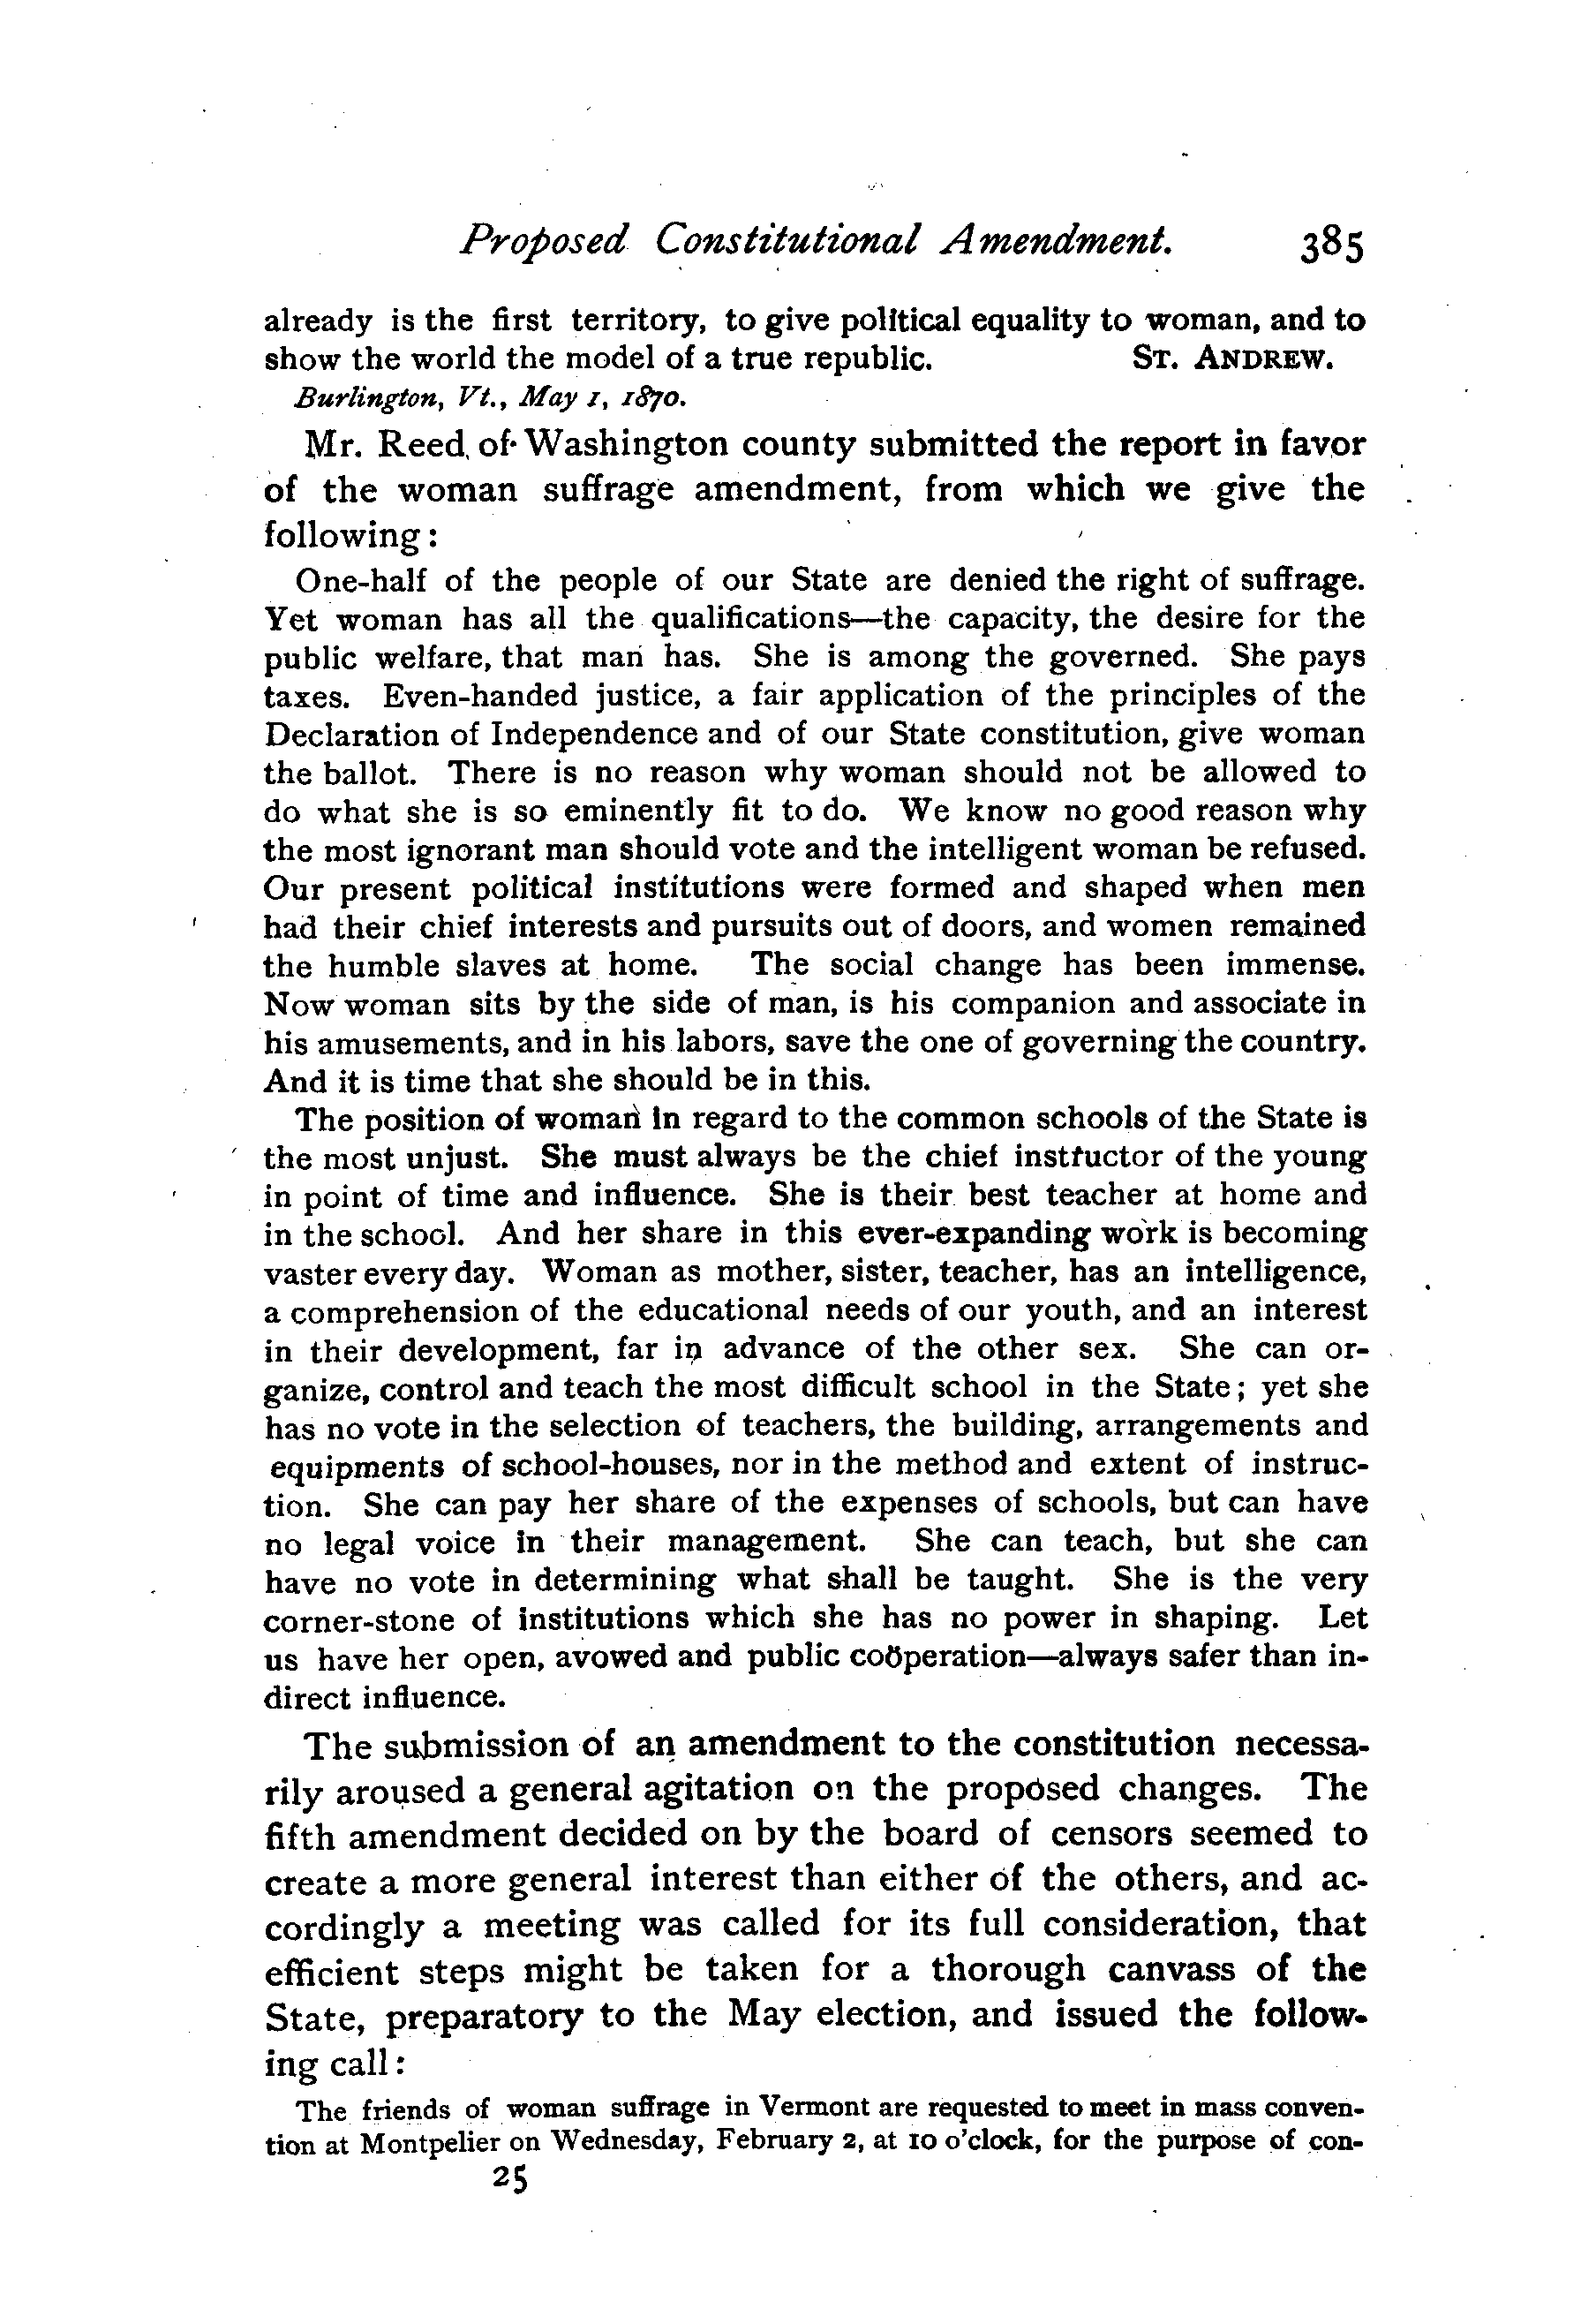 Proposed Constitutional Amendment. 385
already is the first territory, to give political equality to woman, and to
show the world the model of a true republic. ST. ANDREW.
Burlington, Vt., May 1, 1870.
Mr. Reed of Washington county submitted the report in favor
of the woman suffrage amendment, from which we give the
following:
One-half of the people of our State are denied the right of suffrage.
Yet woman has all the qualifications—the capacity, the desire for the
public welfare, that man has. She is among the governed. She pays
taxes. Even-handed justice, a fair application of the principles of the
Declaration of Independence and of our State constitution, give woman
the ballot. There is no reason why woman should not be allowed to
do what she is so eminently fit to do. We know no good reason why
the most ignorant man should vote and the intelligent woman be refused.
Our present political institutions were formed and shaped when men
had their chief interests and pursuits out of doors, and women remained
the humble slaves at home. The social change has been immense.
Now woman sits by the side of man, is his companion and associate in
his amusements, and in his labors, save the one of governing the country.
And it is time that she should be in this.
The position of woman in regard to the common schools of the State is
the most unjust. She must always be the chief instructor of the young
in point of time and influence. She is their best teacher at home and
in the school. And her share in this ever-expanding work is becoming
vaster every day. Woman as mother, sister, teacher, has an intelligence,
a comprehension of the educational needs of our youth, and an interest
in their development, far in advance of the other sex. She can or-
ganize, control and teach the most difficult school in the State; yet she
has no vote in the selection of teachers, the building, arrangements and
equipments of school-houses, nor in the method and extent of instruc-
tion. She can pay her share of the expenses of schools, but can have
no legal voice in their management. She can teach, but she can
have no vote in determining what shall be taught. She is the very
corner-stone of institutions which she has no power in shaping. Let
us have her open, avowed and public coöperation—always safer than in-
direct influence.
The submission of an amendment to the constitution necessa-
rily aroused a general agitation on the proposed changes. The
fifth amendment decided on by the board of censors seemed to
create a more general interest than either of the others, and ac-
cordingly a meeting was called for its full consideration, that
efficient steps might be taken for a thorough canvass of the
State, preparatory to the May election, and issued the follow-
ing call:
The friends of woman suffrage in Vermont are requested to meet in mass conven-
tion at Montpelier on Wednesday, February 2, at 10 o'clock, for the purpose of con-
25